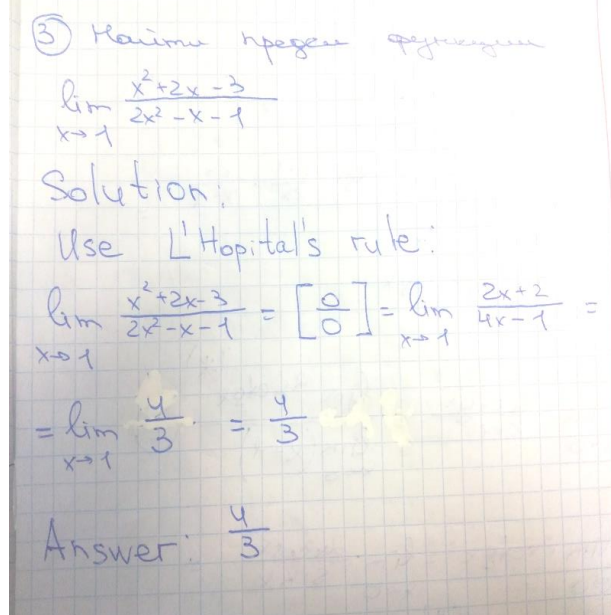 3 Найти предел функции
lim x→1 x²+2x-3 / 2x²-x-1
Solution:
Use L'Hopital's rule:
lim x→1 x²+2x-3 / 2x²-x-1 = [0/0] = lim x→1 2x+2 / 4x-1 =
= lim x→1 4/3 = 4/3
Answer: 4/3